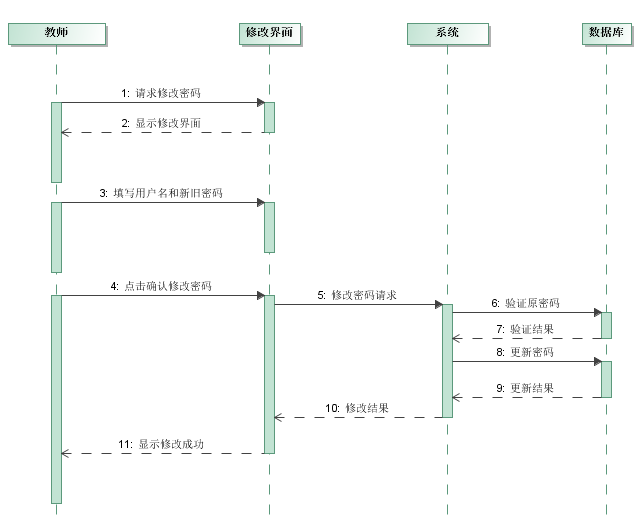 教师 修改界面 系统 数据库
1: 请求修改密码
2: 显示修改界面
3: 填写用户名和新旧密码
4: 点击确认修改密码
5: 修改密码请求
6: 验证原密码
7: 验证结果
8: 更新密码
9: 更新结果
10: 修改结果
11: 显示修改成功